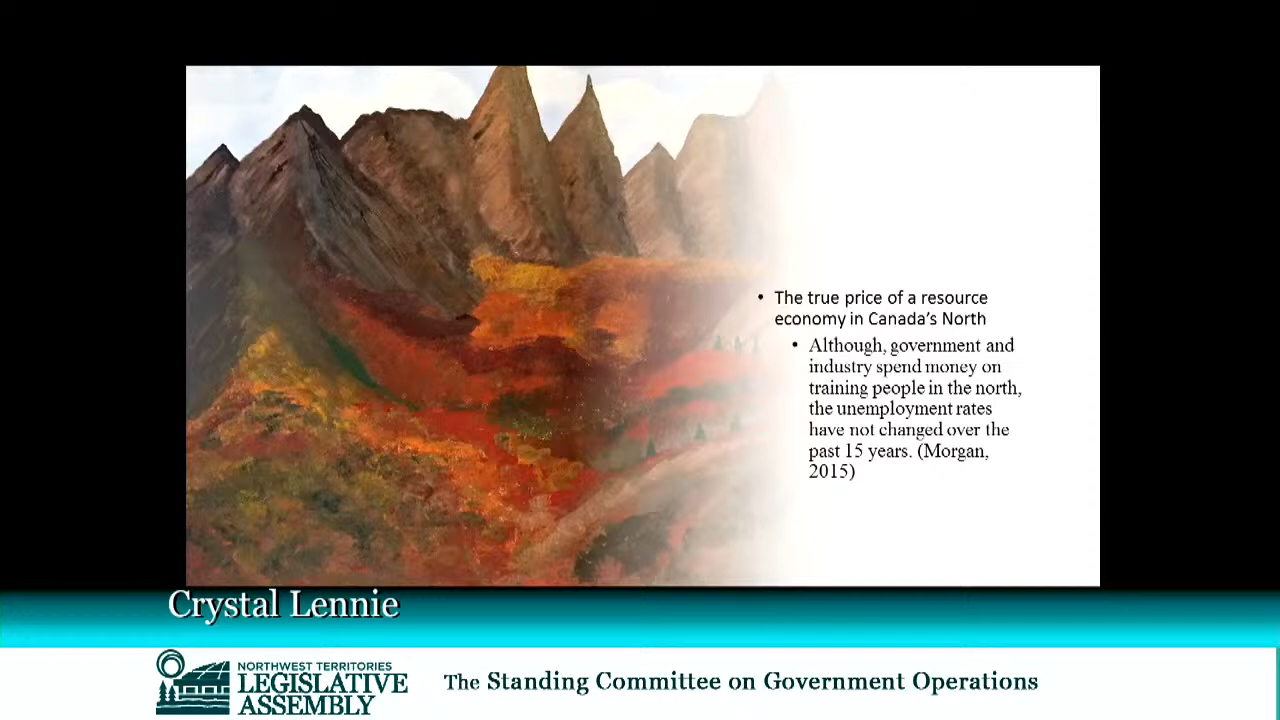 • The true price of a resource
economy in Canada's North
• Although, government and
industry spend money on
training people in the north,
the unemployment rates
have not changed over the
past 15 years. (Morgan,
2015)
Crystal Lennie
NORTHWEST TERRITORIES
LEGISLATIVE
ASSEMBLY
The Standing Committee on Government Operations